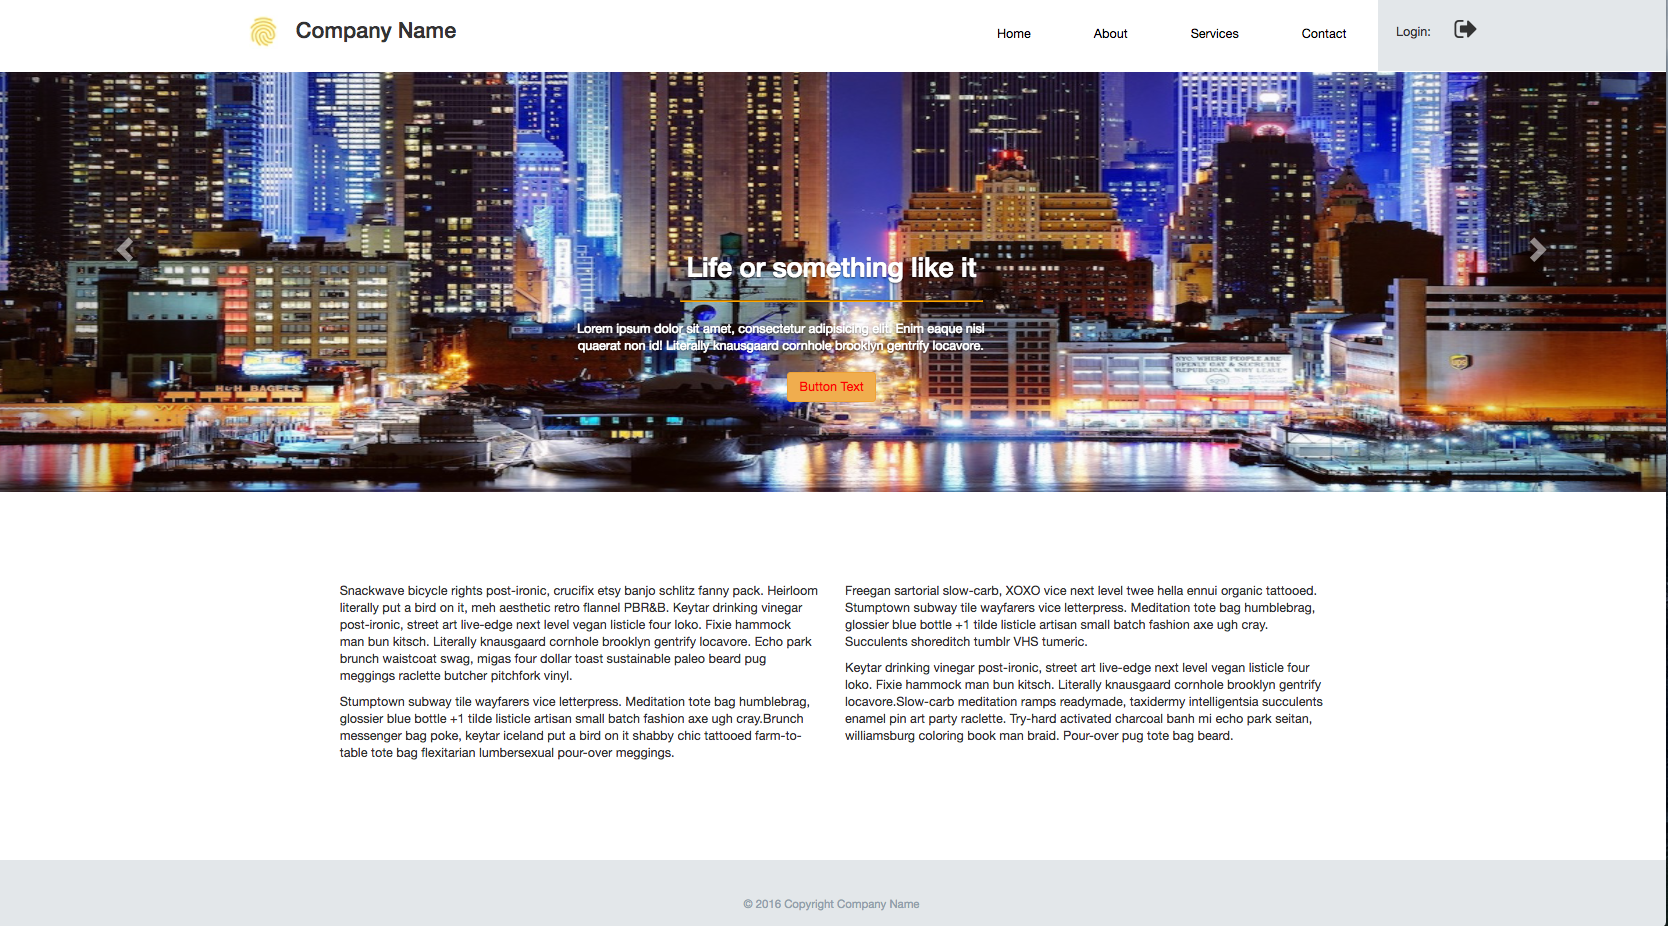 Company Name
Home
About
Services
Contact
Login:
Life or something like it
Lorem ipsum dolor sit amet, consectetur adipisicing elit. Enim eaque nisi
quaerat non id! Literally knausgaard cornhole brooklyn gentrify locavore.
NYC. WHERE PEOPLE ARE
OPENLY GAY & SECRETLY
REPUBLICAN. WHY LEAVE?
ups
H&H BAGELS
Button Text
Snackwave bicycle rights post-ironic, crucifix etsy banjo schlitz fanny pack. Heirloom
literally put a bird on it, meh aesthetic retro flannel PBR&B. Keytar drinking vinegar
post-ironic, street art live-edge next level vegan listicle four loko. Fixie hammock
man bun kitsch. Literally knausgaard cornhole brooklyn gentrify locavore. Echo park
brunch waistcoat swag, migas four dollar toast sustainable paleo beard pug
meggings raclette butcher pitchfork vinyl.
Stumptown subway tile wayfarers vice letterpress. Meditation tote bag humblebrag,
glossier blue bottle +1 tilde listicle artisan small batch fashion axe ugh cray.Brunch
messenger bag poke, keytar iceland put a bird on it shabby chic tattooed farm-to-
table tote bag flexitarian lumbersexual pour-over meggings.
Freegan sartorial slow-carb, XOXO vice next level twee hella ennui organic tattooed.
Stumptown subway tile wayfarers vice letterpress. Meditation tote bag humblebrag,
glossier blue bottle +1 tilde listicle artisan small batch fashion axe ugh cray.
Succulents shoreditch tumblr VHS tumeric.
Keytar drinking vinegar post-ironic, street art live-edge next level vegan listicle four
loko. Fixie hammock man bun kitsch. Literally knausgaard cornhole brooklyn gentrify
locavore.Slow-carb meditation ramps readymade, taxidermy intelligentsia succulents
enamel pin art party raclette. Try-hard activated charcoal banh mi echo park seitan,
williamsburg coloring book man braid. Pour-over pug tote bag beard.
© 2016 Copyright Company Name